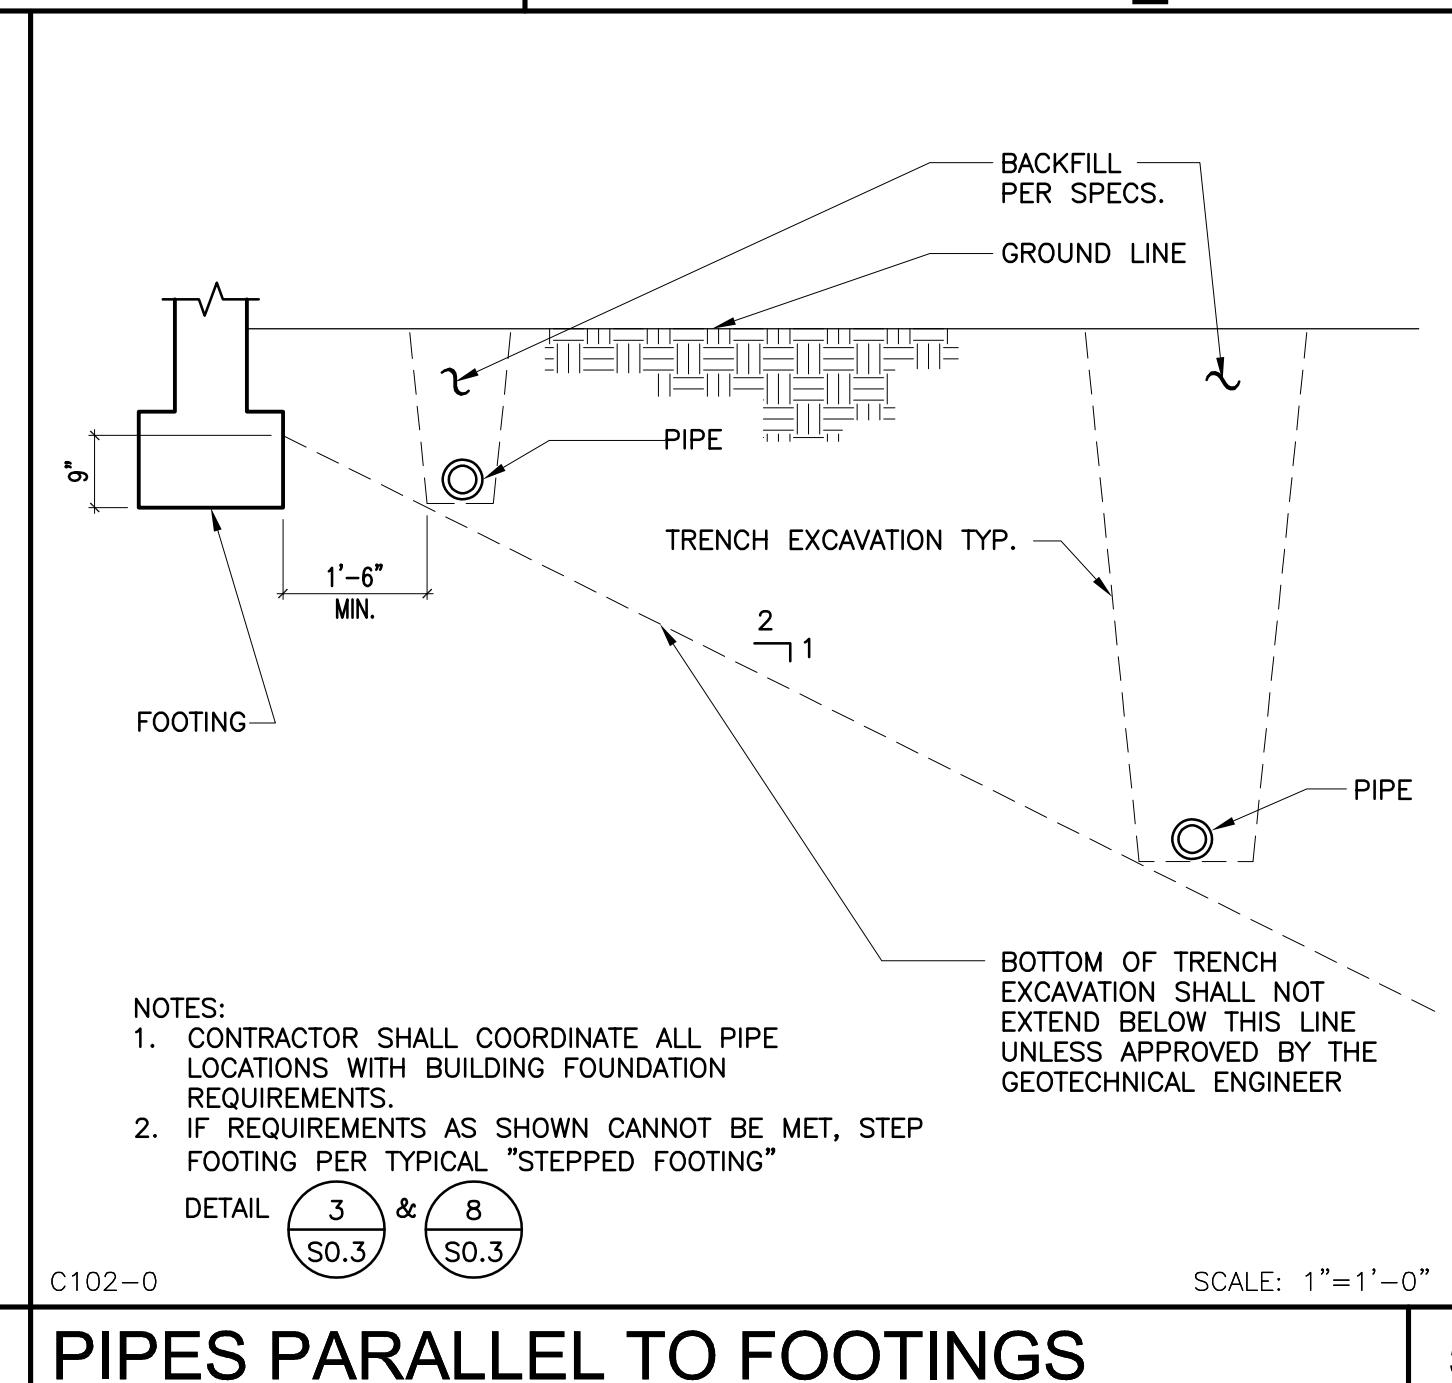 BACKFILL
PER SPECS.
GROUND LINE
PIPE
9"
TRENCH EXCAVATION TYP.
1'-6"
MIN.
2
1
FOOTING
PIPE
BOTTOM OF TRENCH
EXCAVATION SHALL NOT
EXTEND BELOW THIS LINE
UNLESS APPROVED BY THE
GEOTECHNICAL ENGINEER
NOTES:
1. CONTRACTOR SHALL COORDINATE ALL PIPE
LOCATIONS WITH BUILDING FOUNDATION
REQUIREMENTS.
2. IF REQUIREMENTS AS SHOWN CANNOT BE MET, STEP
FOOTING PER TYPICAL "STEPPED FOOTING"
DETAIL 3 & 8
S0.3 S0.3
C102-0
SCALE: 1"=1'-0"
PIPES PARALLEL TO FOOTINGS